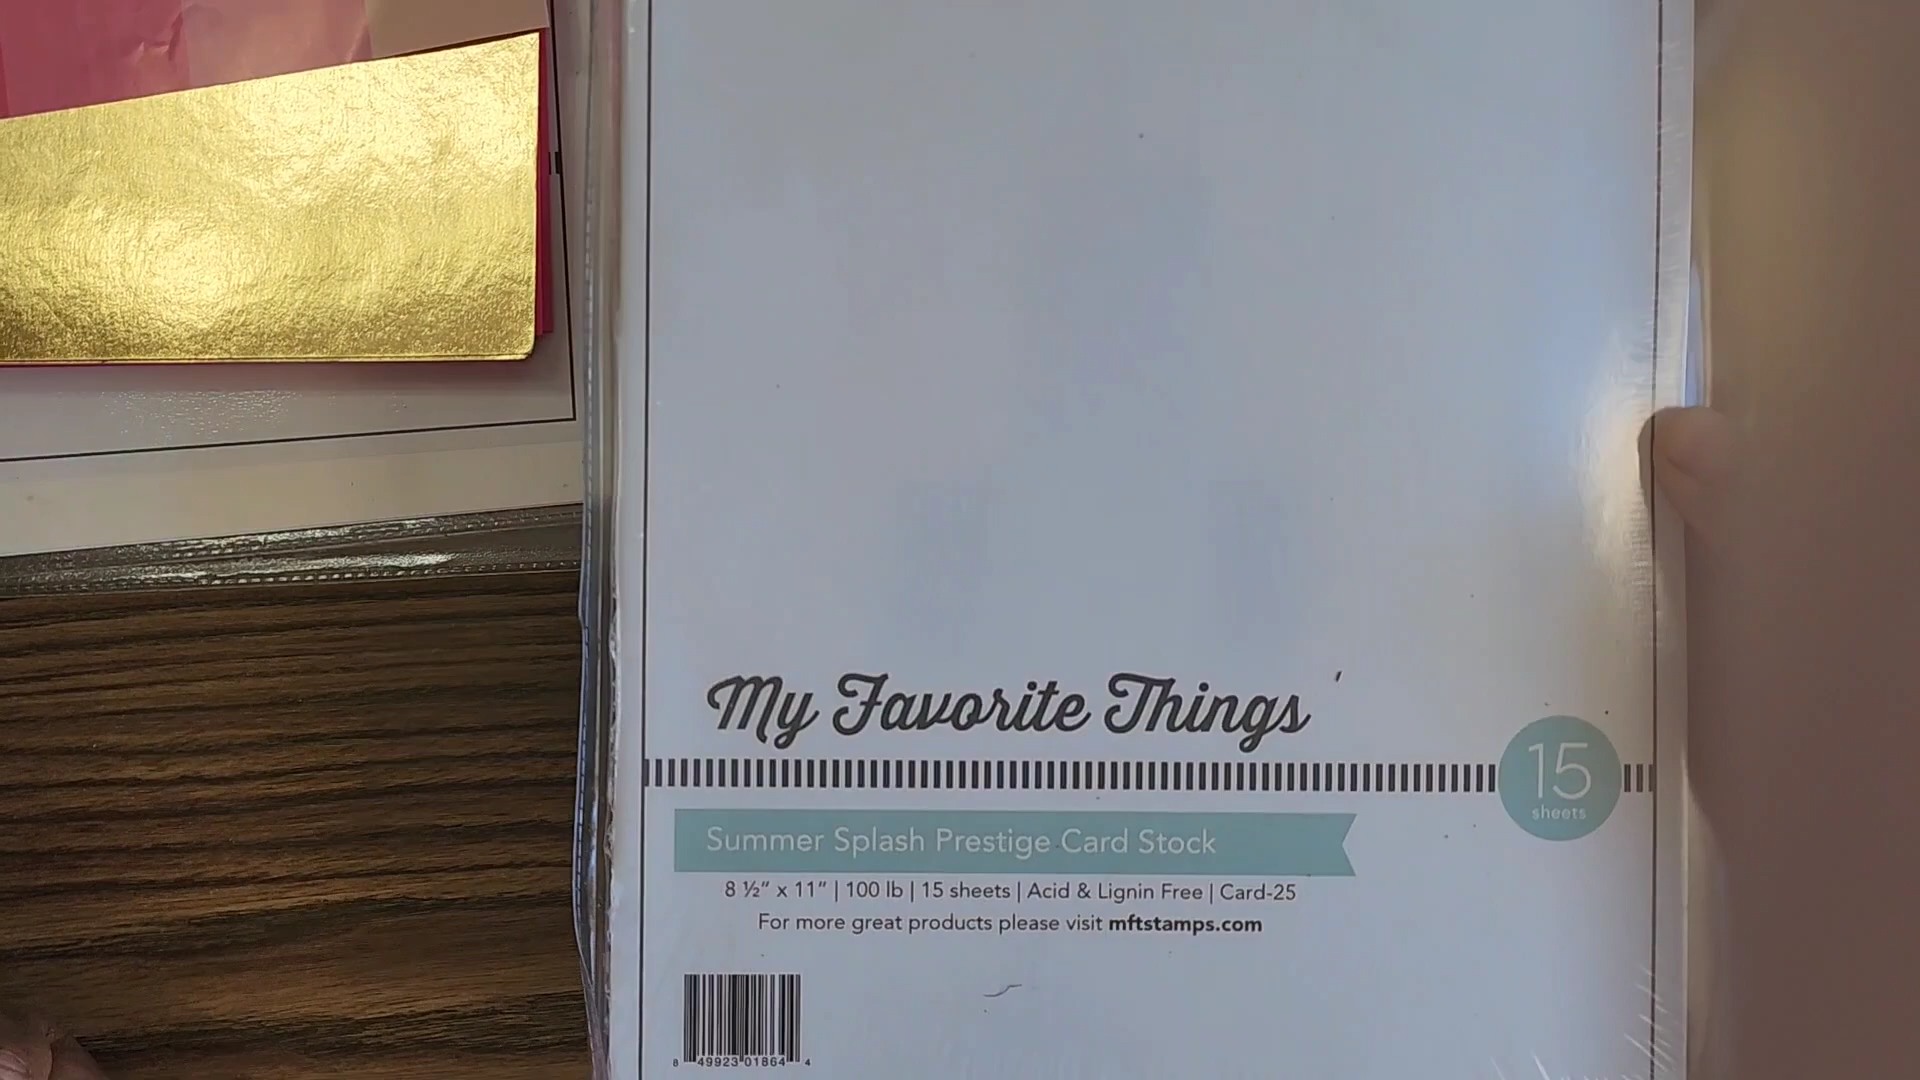 My Favorite Things
15
sheets
Summer Splash Prestige Card Stock
8 ½" x 11" | 100 lb | 15 sheets | Acid & Lignin Free | Card-25
For more great products please visit mftstamps.com
8 49923 01864 4